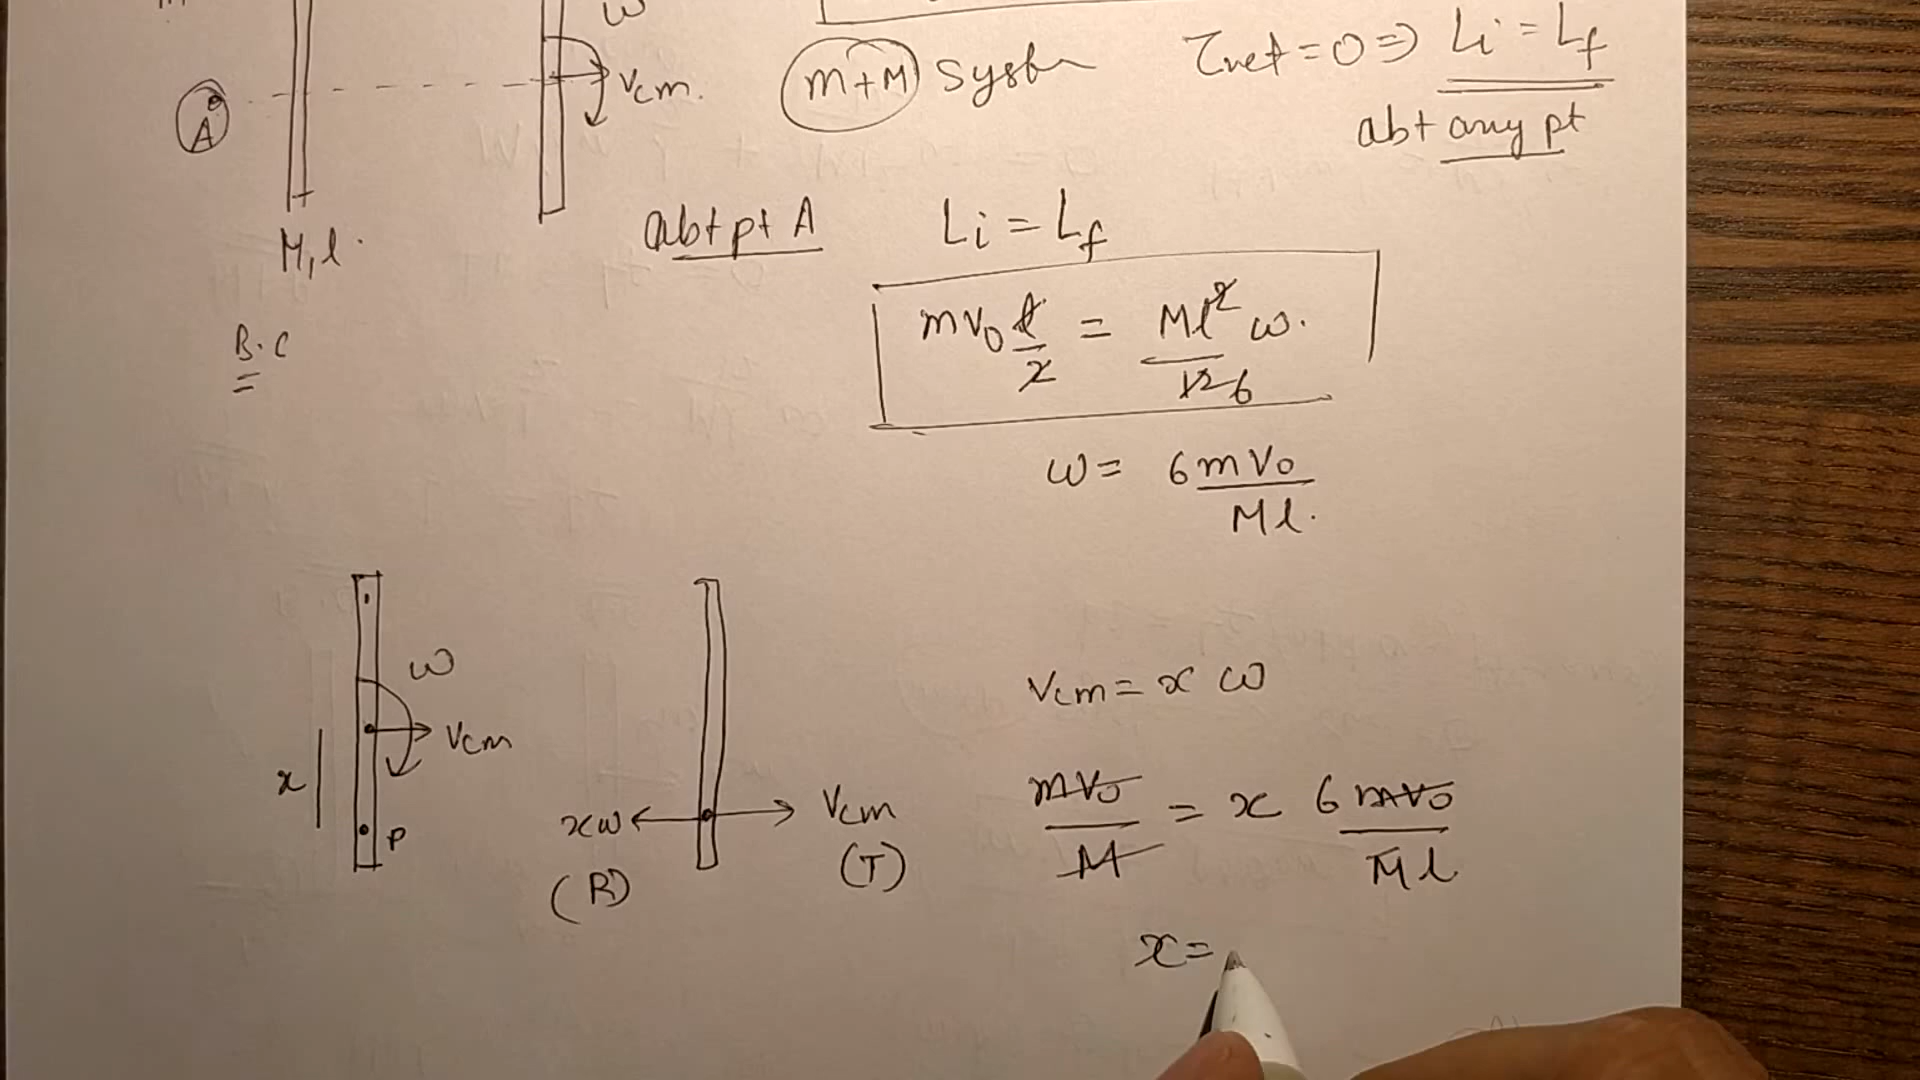 ω
Vcm.
m+M System
τnet = 0 ⇒ Li = Lf
abt any pt
A
M, l.
abt pt A
Li = Lf
B.C
mv₀ l/2 = Ml²/12 6 ω.
ω = 6mv₀/Ml.
ω
Vcm
x
P
xω
(R)
Vcm
(T)
Vcm = x ω
mv₀/M = x 6mv₀/Ml
x =